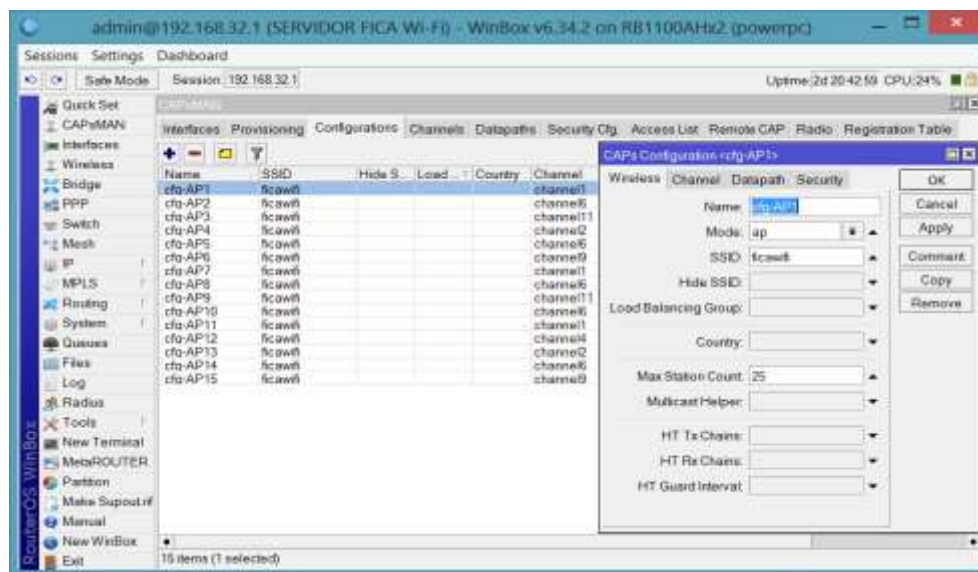 admin@192.168.32.1 (SERVIDOR FICA Wi-Fi) - WinBox v6.34.2 on RB1100AHx2 (powerpc)
Sessions Settings Dashboard
Safe Mode Session: 192.168.32.1 Uptime: 2d 20:42:59 CPU: 24%
Quick Set
CAPsMAN
Interfaces
Wireless
Bridge
PPP
Switch
Mesh
IP
MPLS
Routing
System
Queues
Files
Log
Radius
Tools
New Terminal
MetaROUTER
Partition
Make Supout.rif
Manual
New WinBox
Exit
RouterOS WinBox
CAPsMAN
Interfaces Provisioning Configurations Channels Datapaths Security Cfg. Access List Remote CAP Radio Registration Table
Name SSID Hide S... Load ... Country Channel
cfg-AP1 ficawifi channel1
cfg-AP2 ficawifi channel6
cfg-AP3 ficawifi channel11
cfg-AP4 ficawifi channel2
cfg-AP5 ficawifi channel6
cfg-AP6 ficawifi channel9
cfg-AP7 ficawifi channel1
cfg-AP8 ficawifi channel6
cfg-AP9 ficawifi channel11
cfg-AP10 ficawifi channel6
cfg-AP11 ficawifi channel1
cfg-AP12 ficawifi channel4
cfg-AP13 ficawifi channel2
cfg-AP14 ficawifi channel6
cfg-AP15 ficawifi channel9
15 items (1 selected)
CAPs Configuration <cfg-AP1>
Wireless Channel Datapath Security
Name: cfg-AP1
Mode: ap
SSID: ficawifi
Hide SSID:
Load Balancing Group:
Country:
Max Station Count: 25
Multicast Helper:
HT Tx Chains:
HT Rx Chains:
HT Guard Interval:
OK
Cancel
Apply
Comment
Copy
Remove